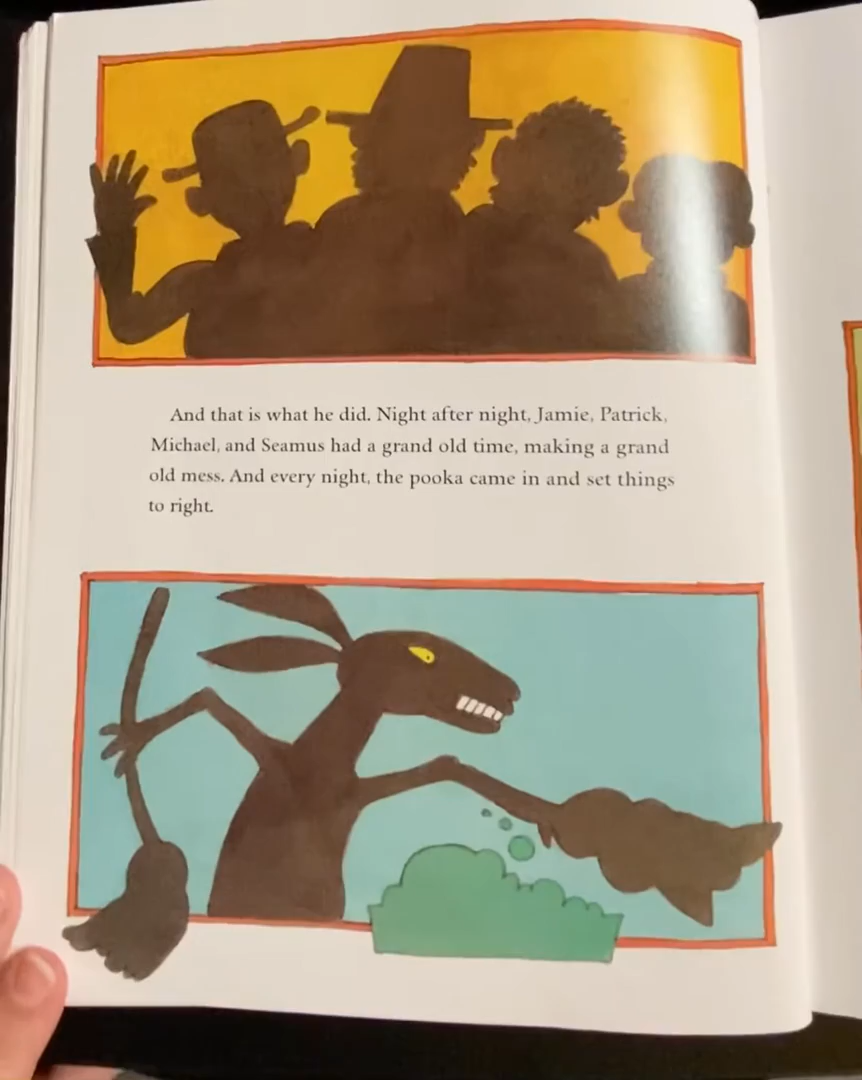 And that is what he did. Night after night, Jamie, Patrick,
Michael, and Seamus had a grand old time, making a grand
old mess. And every night, the pooka came in and set things
to right.